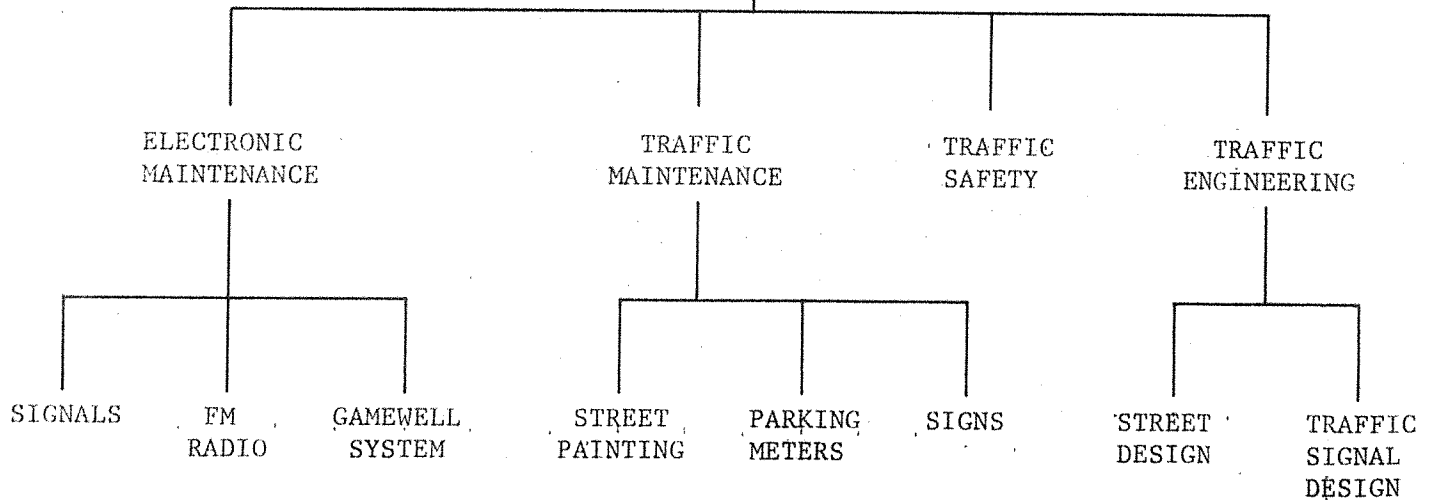 ELECTRONIC
MAINTENANCE
TRAFFIC
MAINTENANCE
TRAFFIC
SAFETY
TRAFFIC
ENGINEERING
SIGNALS
FM
RADIO
GAMEWELL
SYSTEM
STREET
PAINTING
PARKING
METERS
SIGNS
STREET
DESIGN
TRAFFIC
SIGNAL
DESIGN